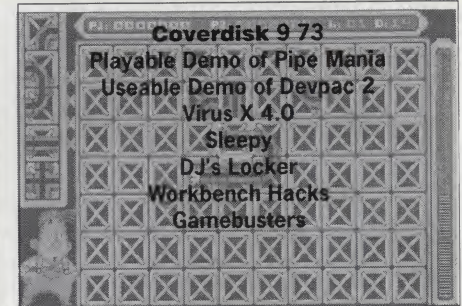 Coverdisk 9 73
Playable Demo of Pipe Mania
Useable Demo of Devpac 2
Virus X 4.0
Sleepy
DJ's Locker
Workbench Hacks
Gamebusters